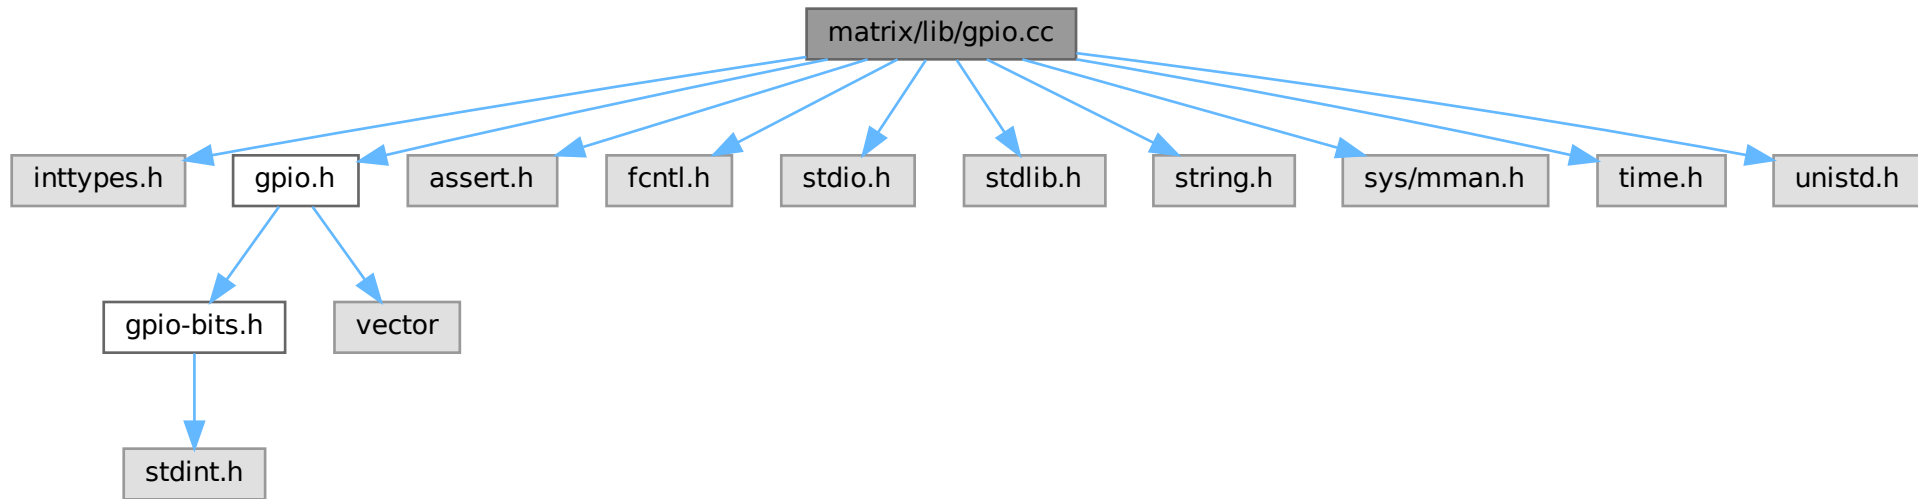 matrix/lib/gpio.cc
inttypes.h
gpio.h
assert.h
fcntl.h
stdio.h
stdlib.h
string.h
sys/mman.h
time.h
unistd.h
gpio-bits.h
vector
stdint.h